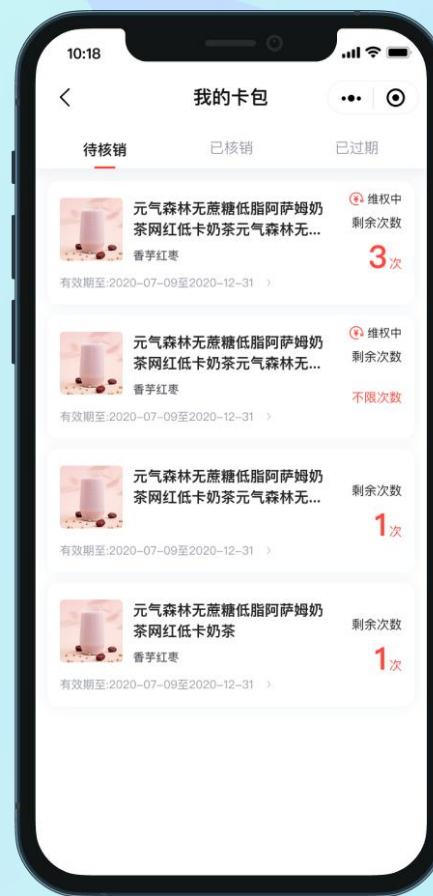 10:18
我的卡包
待核销
已核销
已过期
元气森林无蔗糖低脂阿萨姆奶
茶网红低卡奶茶元气森林无...
香芋红枣
有效期至:2020-07-09至2020-12-31
维权中
剩余次数
3次
元气森林无蔗糖低脂阿萨姆奶
茶网红低卡奶茶元气森林无...
香芋红枣
有效期至:2020-07-09至2020-12-31
维权中
剩余次数
不限次数
元气森林无蔗糖低脂阿萨姆奶
茶网红低卡奶茶元气森林无...
有效期至:2020-07-09至2020-12-31
剩余次数
1次
元气森林无蔗糖低脂阿萨姆奶
茶网红低卡奶茶
香芋红枣
有效期至:2020-07-09至2020-12-31
剩余次数
1次